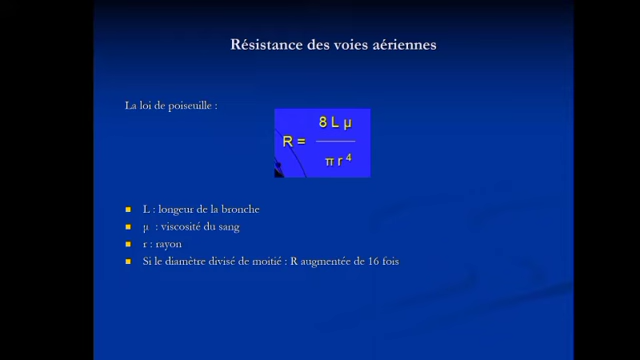 Résistance des voies aériennes
La loi de poiseuille :
R = 8 L μ / π r⁴
L : longeur de la bronche
μ : viscosité du sang
r : rayon
Si le diamètre divisé de moitié : R augmentée de 16 fois